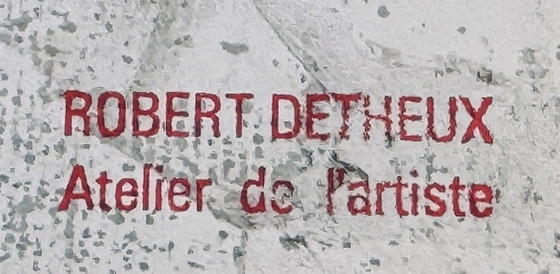 ROBERT DETHEUX
Atelier de l'artiste